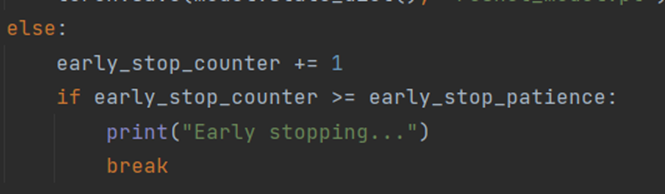 else:
early_stop_counter += 1
if early_stop_counter >= early_stop_patience:
print("Early stopping...")
break